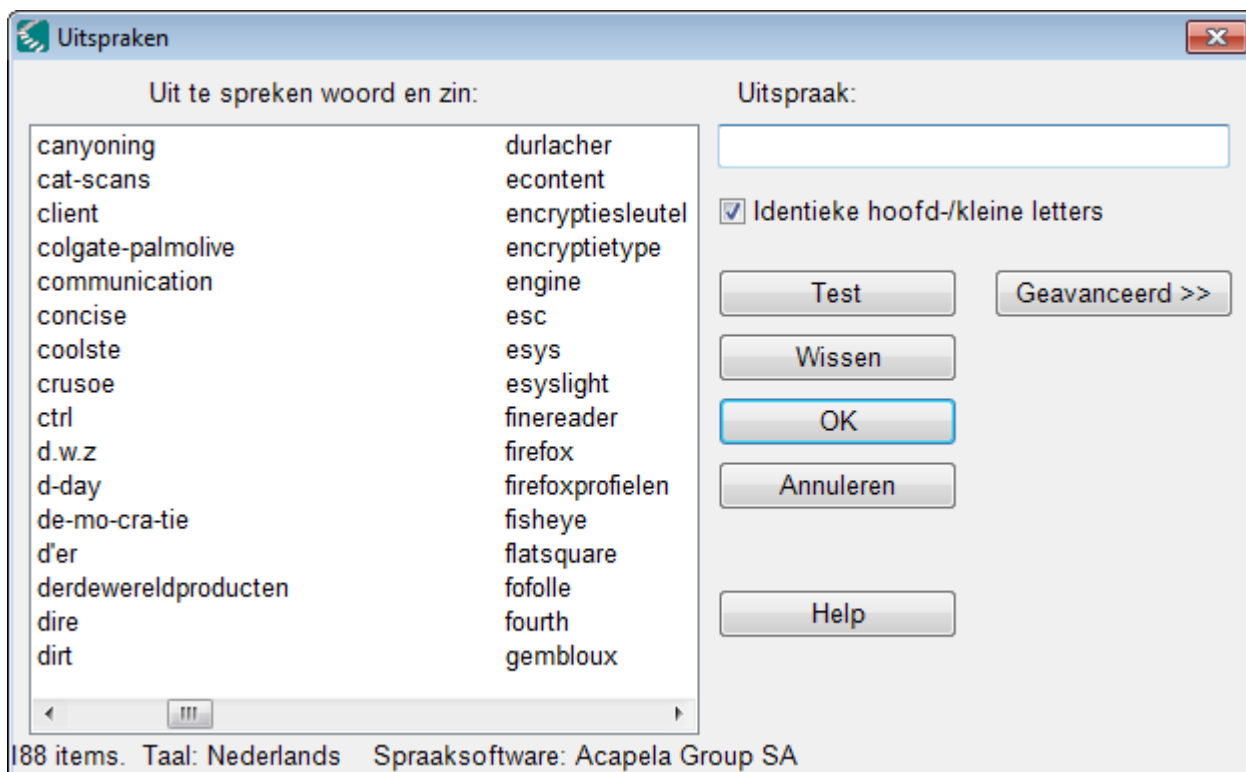 Uitspraken
Uit te spreken woord en zin:
canyoning
cat-scans
client
colgate-palmolive
communication
concise
coolste
crusoe
ctrl
d.w.z
d-day
de-mo-cra-tie
d'er
derdewereldproducten
dire
dirt
durlacher
econtent
encryptiesleutel
encryptietype
engine
esc
esys
esyslight
finereader
firefox
firefoxprofielen
fisheye
flatsquare
fofolle
fourth
gembloux
Uitspraak:
Identieke hoofd-/kleine letters
Test
Geavanceerd >>
Wissen
OK
Annuleren
Help
188 items. Taal: Nederlands Spraaksoftware: Acapela Group SA